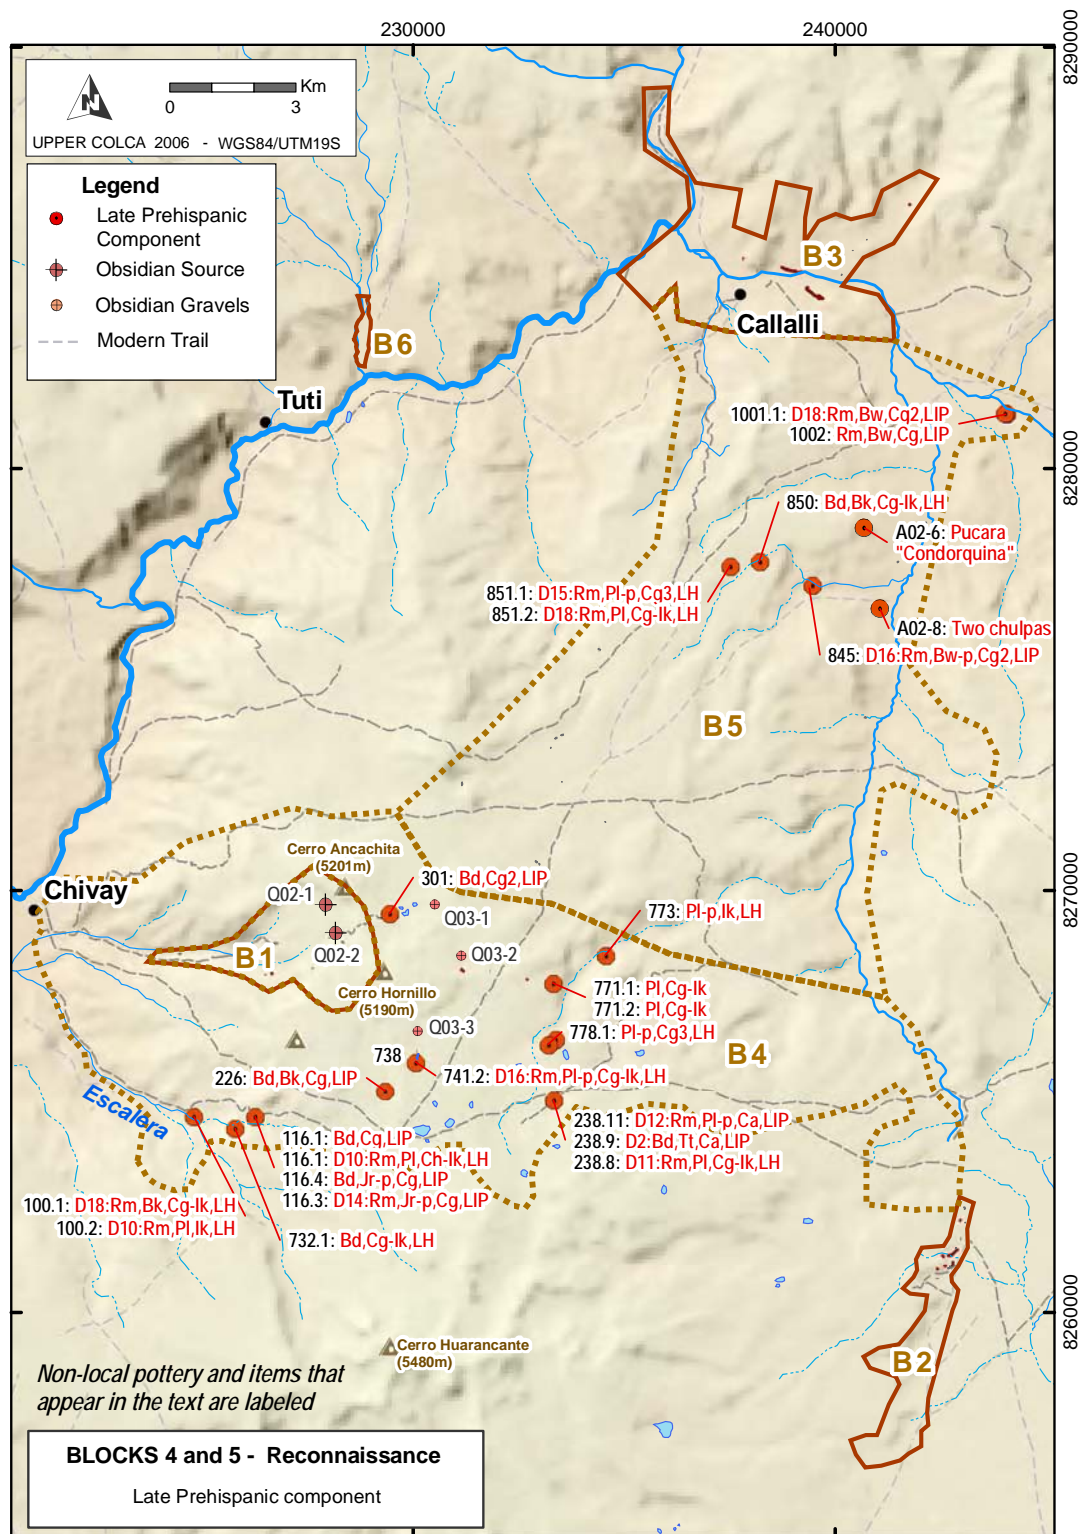 230000
240000
8290000
N
Km
0
3
UPPER COLCA 2006 - WGS84/UTM19S
Legend
Late Prehispanic
Component
Obsidian Source
Obsidian Gravels
Modern Trail
B3
Callalli
B6
Tuti
1001.1: D18:Rm,Bw,Cq2,LIP
1002: Rm,Bw,Cg,LIP
8280000
850: Bd,Bk,Cg-Ik,LH
A02-6: Pucara
"Condorquina"
851.1: D15:Rm,Pl-p,Cg3,LH
851.2: D18:Rm,Pl,Cg-Ik,LH
A02-8: Two chulpas
845: D16:Rm,Bw-p,Cg2,LIP
B5
Cerro Ancachita
(5201m)
Chivay
Q02-1
301: Bd,Cg2,LIP
8270000
Q03-1
773: Pl-p,Ik,LH
Q02-2
B1
Q03-2
Cerro Hornillo
(5190m)
771.1: Pl,Cg-Ik
771.2: Pl,Cg-Ik
Q03-3
778.1: Pl-p,Cg3,LH
B4
738
741.2: D16:Rm,Pl-p,Cg-Ik,LH
226: Bd,Bk,Cg,LIP
Escalera
238.11: D12:Rm,Pl-p,Ca,LIP
238.9: D2:Bd,Tt,Ca,LIP
238.8: D11:Rm,Pl,Cg-Ik,LH
116.1: Bd,Cq,LIP
116.1: D10:Rm,Pl,Ch-Ik,LH
116.4: Bd,Jr-p,Cg,LIP
116.3: D14:Rm,Jr-p,Cg,LIP
100.1: D18:Rm,Bk,Cg-Ik,LH
100.2: D10:Rm,Pl,Ik,LH
732.1: Bd,Cg-Ik,LH
8260000
Cerro Huarancante
(5480m)
B2
Non-local pottery and items that
appear in the text are labeled
BLOCKS 4 and 5 - Reconnaissance
Late Prehispanic component